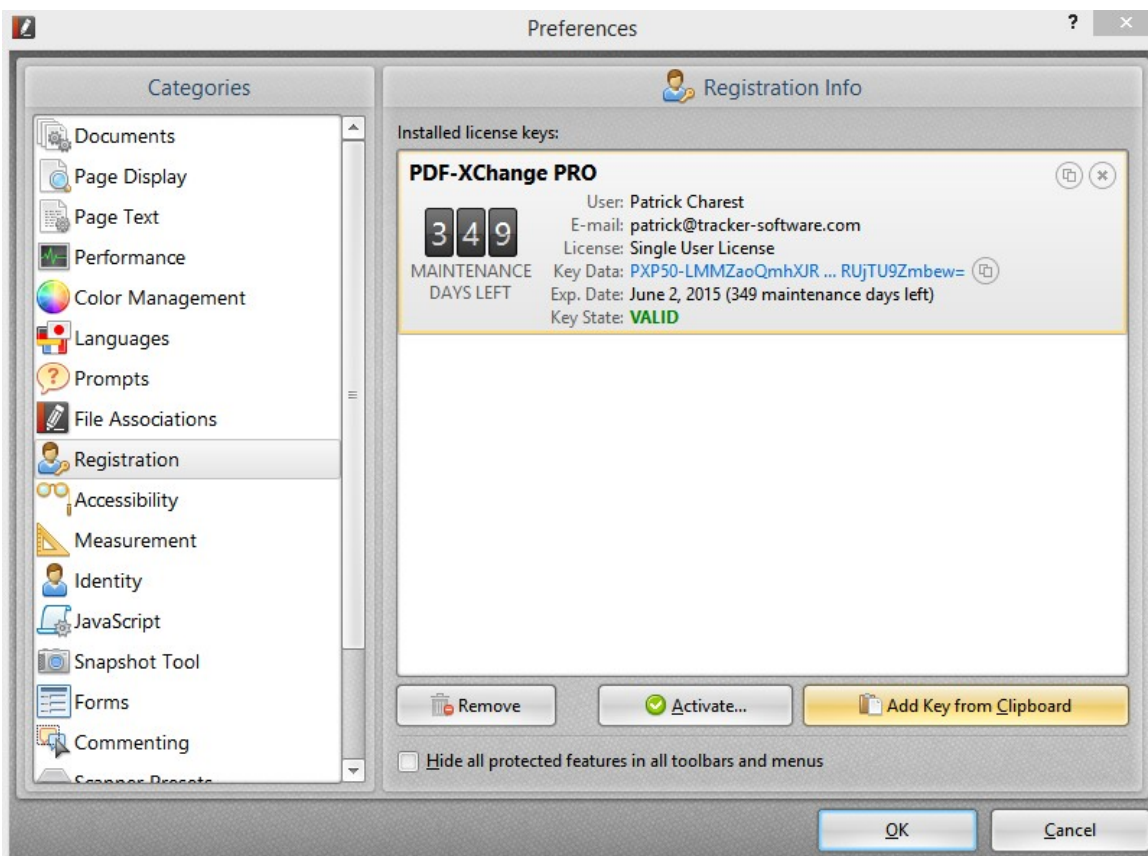 Preferences
?
Categories
Documents
Page Display
Page Text
Performance
Color Management
Languages
Prompts
File Associations
Registration
Accessibility
Measurement
Identity
JavaScript
Snapshot Tool
Forms
Commenting
Scanner Presets
Registration Info
Installed license keys:
PDF-XChange PRO
349
MAINTENANCE
DAYS LEFT
User: Patrick Charest
E-mail: patrick@tracker-software.com
License: Single User License
Key Data: PXP50-LMMZaoQmhXJR ... RUjTU9Zmbew=
Exp. Date: June 2, 2015 (349 maintenance days left)
Key State: VALID
Remove
Activate...
Add Key from Clipboard
Hide all protected features in all toolbars and menus
OK
Cancel